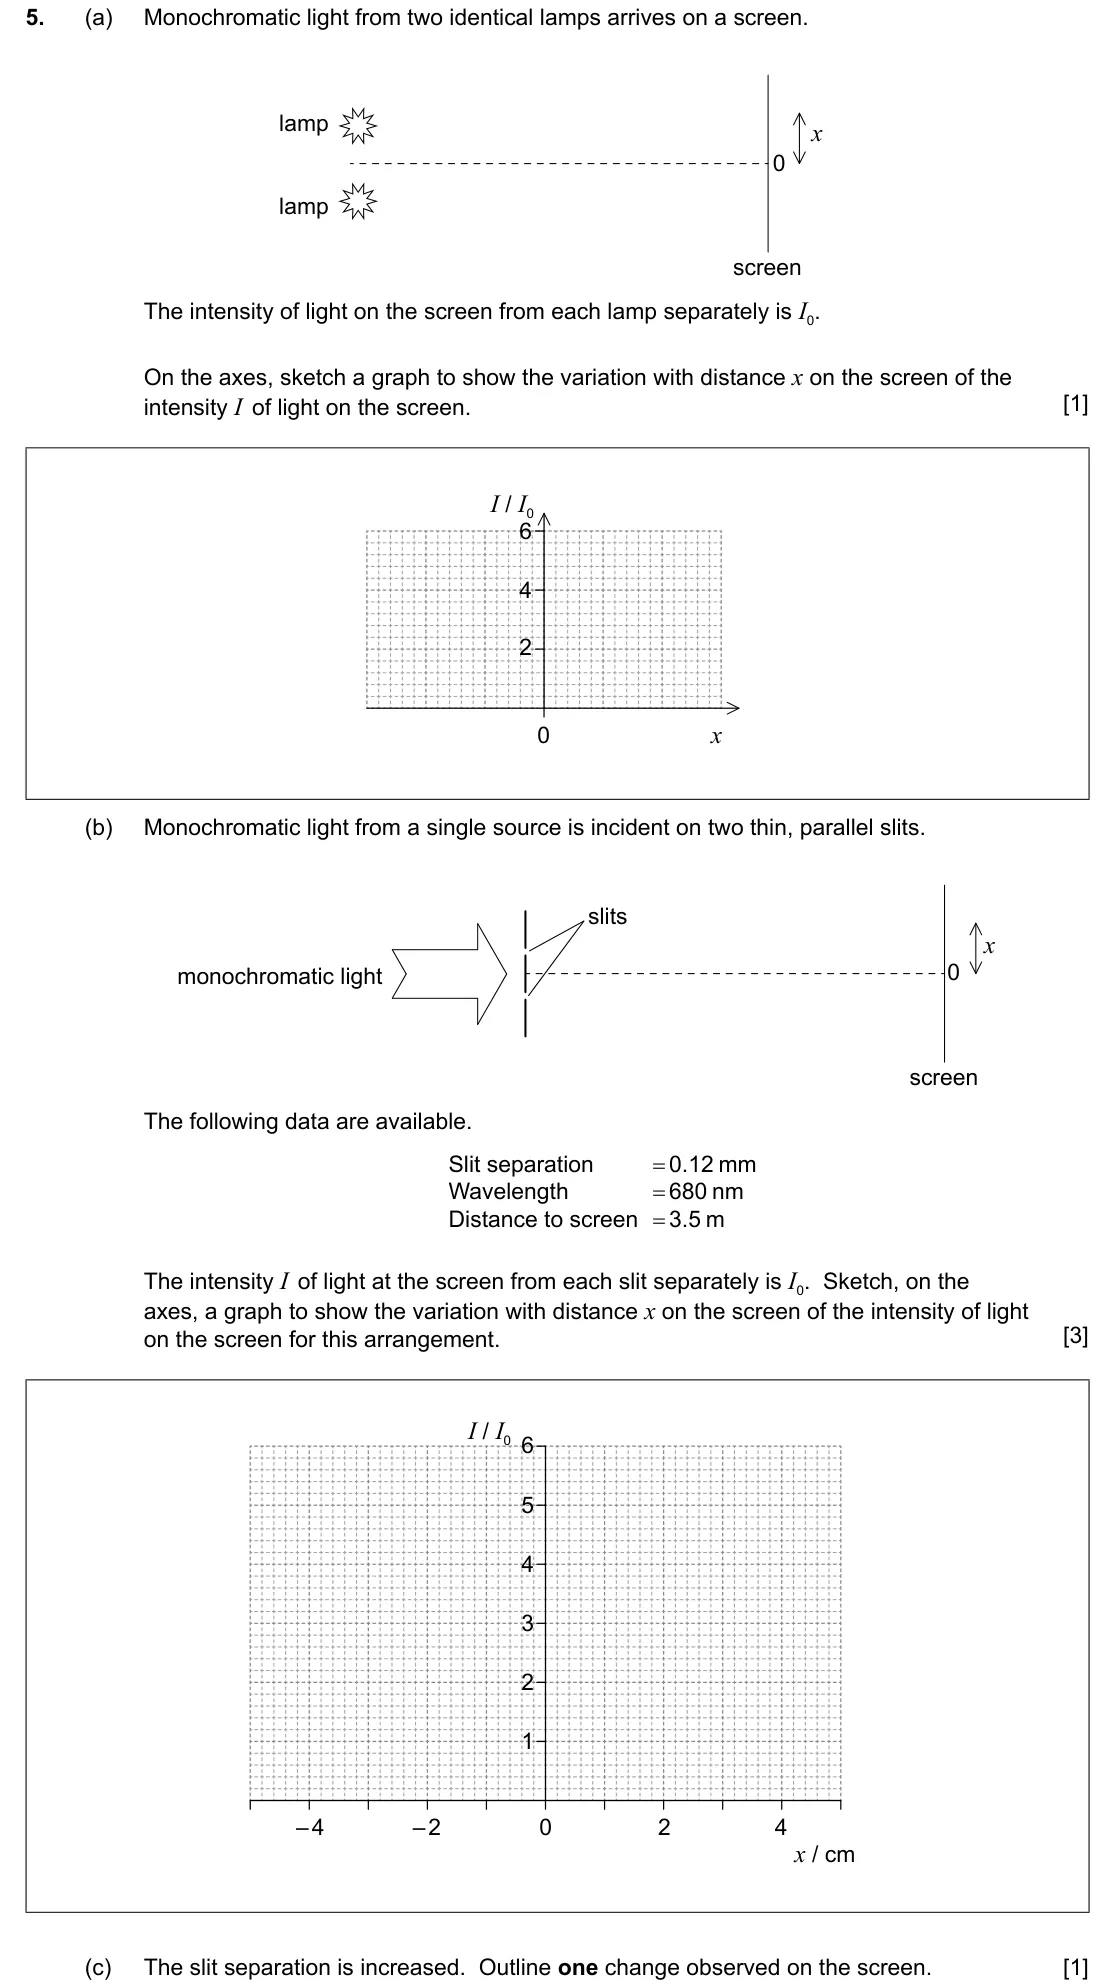 5. (a) Monochromatic light from two identical lamps arrives on a screen.
lamp
x
0
lamp
screen
The intensity of light on the screen from each lamp separately is I₀.
On the axes, sketch a graph to show the variation with distance x on the screen of the
intensity I of light on the screen. [1]
I / I₀
6
4
2
0 x
(b) Monochromatic light from a single source is incident on two thin, parallel slits.
slits
x
monochromatic light
0
screen
The following data are available.
Slit separation = 0.12 mm
Wavelength = 680 nm
Distance to screen = 3.5 m
The intensity I of light at the screen from each slit separately is I₀. Sketch, on the
axes, a graph to show the variation with distance x on the screen of the intensity of light
on the screen for this arrangement. [3]
I / I₀
6
5
4
3
2
1
–4 –2 0 2 4
x / cm
(c) The slit separation is increased. Outline one change observed on the screen. [1]